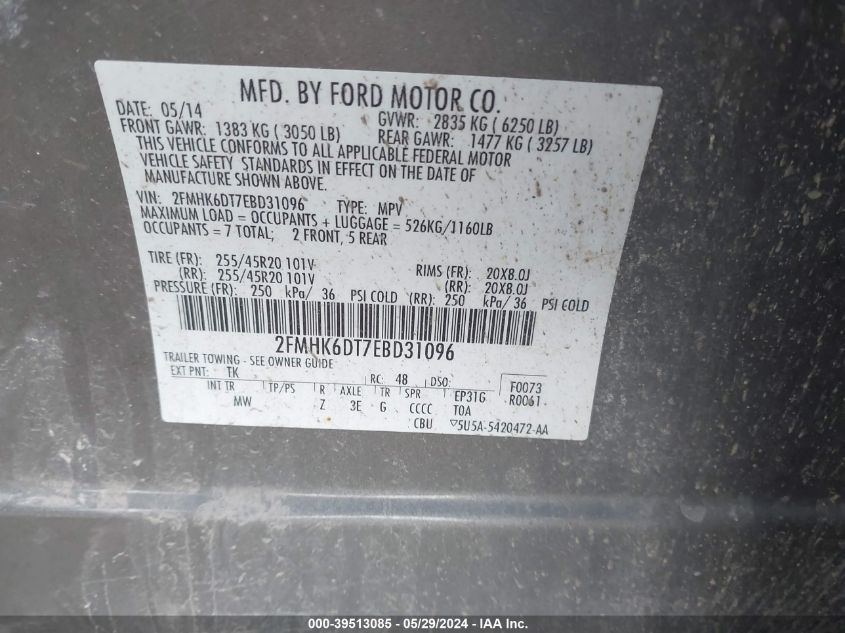 MFD. BY FORD MOTOR CO.
DATE: 05/14 GVWR: 2835 KG ( 6250 LB)
FRONT GAWR: 1383 KG ( 3050 LB) REAR GAWR: 1477 KG ( 3257 LB)
THIS VEHICLE CONFORMS TO ALL APPLICABLE FEDERAL MOTOR
VEHICLE SAFETY STANDARDS IN EFFECT ON THE DATE OF
MANUFACTURE SHOWN ABOVE.
VIN: 2FMHK6DT7EBD31096 TYPE: MPV
MAXIMUM LOAD = OCCUPANTS + LUGGAGE = 526KG/1160LB
OCCUPANTS = 7 TOTAL; 2 FRONT, 5 REAR
TIRE (FR): 255/45R20 101V RIMS (FR): 20X8.0J
(RR): 255/45R20 101V (RR): 20X8.0J
PRESSURE (FR): 250 kPa/ 36 PSI COLD (RR): 250 kPa/ 36 PSI COLD
2FMHK6DT7EBD31096
TRAILER TOWING - SEE OWNER GUIDE
EXT PNT: TK RC: 48 DSO: F0073
INT TR TP/PS R AXLE TR SPR EP31G R0061
MW Z 3E G CCCC TOA
CBU ▽5U5A-5420472-AA
000-39513085 - 05/29/2024 - IAA Inc.